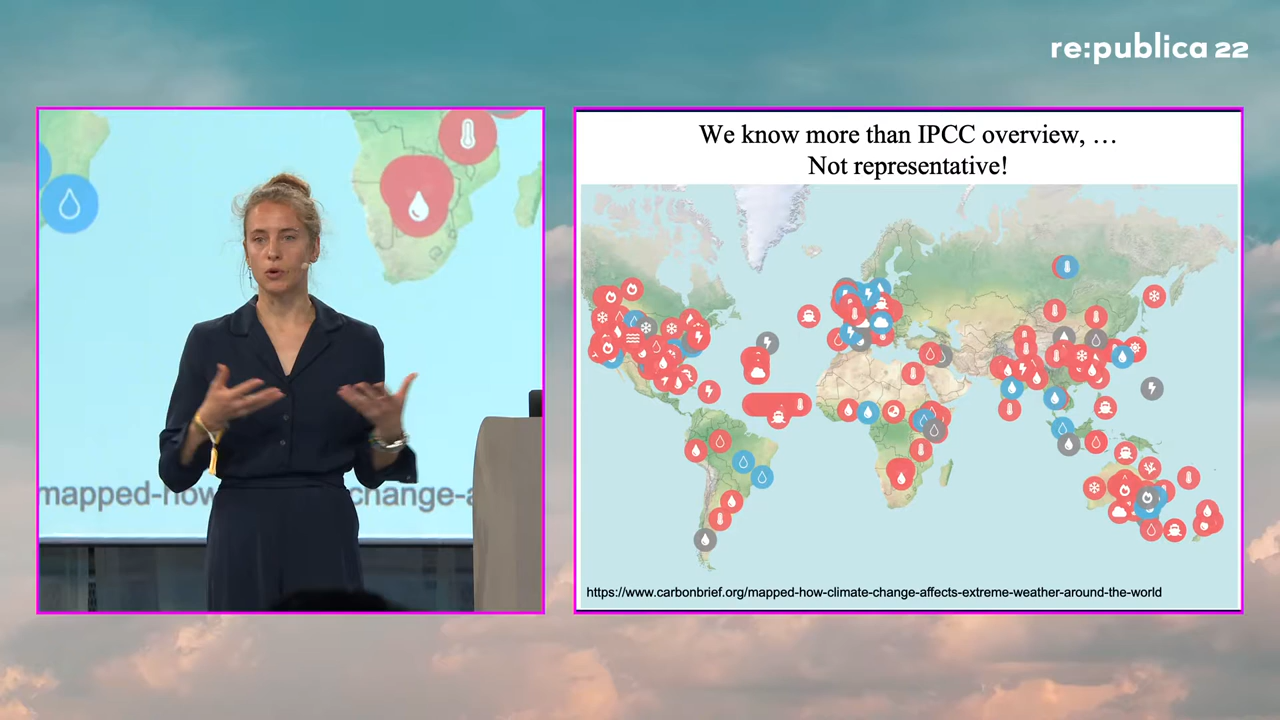 re:publica 22
We know more than IPCC overview, …
Not representative!
mapped-how
change-a
https://www.carbonbrief.org/mapped-how-climate-change-affects-extreme-weather-around-the-world